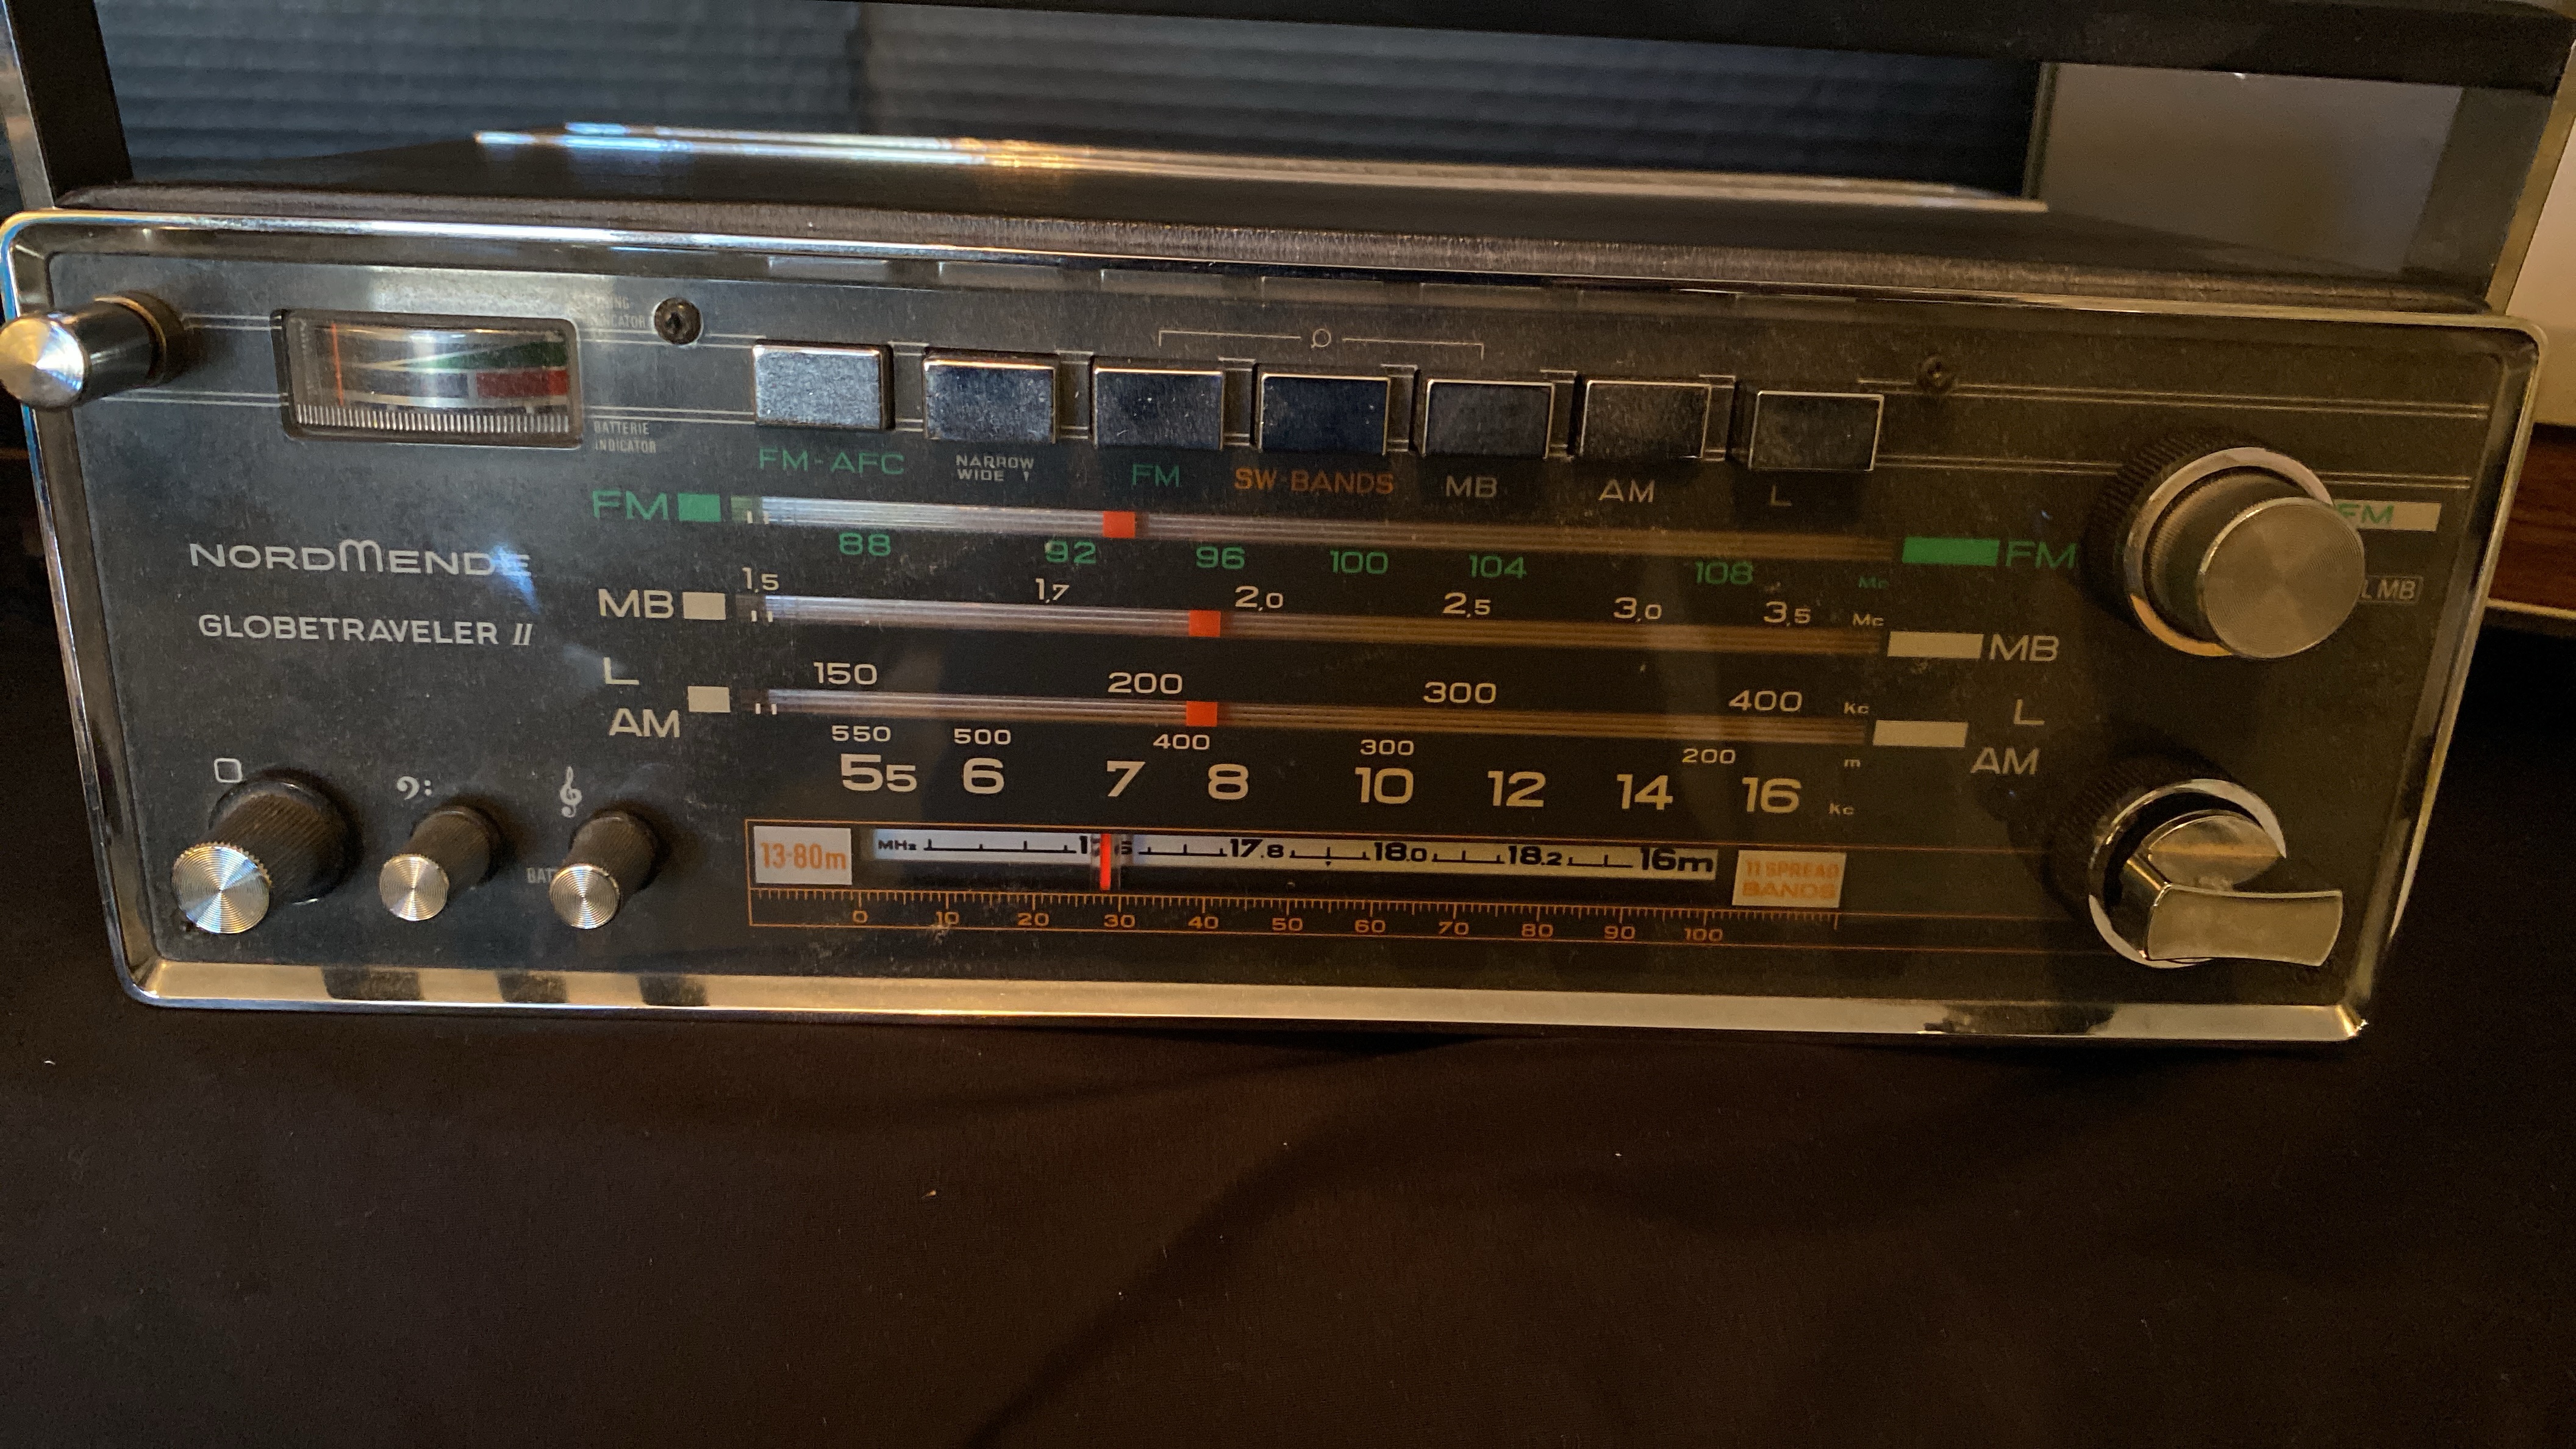 BATTERIE
INDICATOR
FM-AFC NARROW FM SW-BANDS MB AM L
WIDE
FM FM
88 92 96 100 104 108 Mc
FM
NORDMENDE
GLOBETRAVELER II
1,5 1,7 2,0 2,5 3,0 3,5 Mc
MB MB
L MB
L 150 200 300 400 Kc L
AM AM
550 500 400 300 200 m
55 6 7 8 10 12 14 16 Kc
13-80m MHz 17,8 18,0 18,2 16m 11 SPREAD
BANDS
0 10 20 30 40 50 60 70 80 90 100